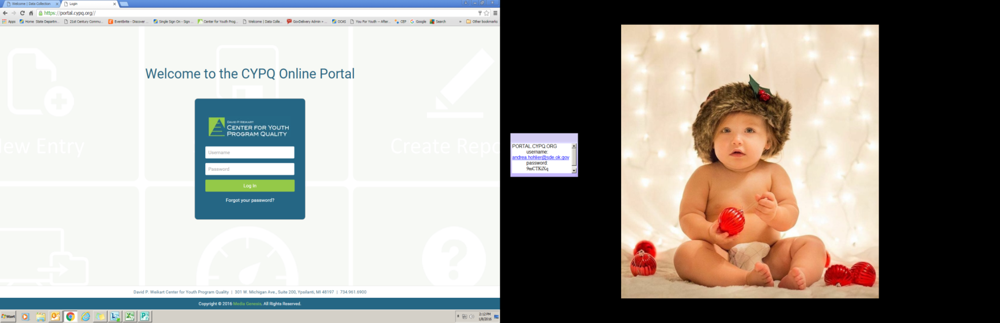 Welcome | Data Collection
Login
https://portal.cypq.org//
Apps
Home State Departm...
21st Century Commu...
Eventbrite - Discover ...
Single Sign On - Sign ...
Center for Youth Prog...
Welcome | Data Colle...
GovDelivery Admin » ...
OCAS
You For Youth -- After...
CEP
Google
Search
»
Other bookmarks
Welcome to the CYPQ Online Portal
ew Entry
Create Repo
DAVID P. WEIKART
CENTER FOR YOUTH
PROGRAM QUALITY
Username
Password
Log In
Forgot your password?
David P. Weikart Center for Youth Program Quality | 301 W. Michigan Ave., Suite 200, Ypsilanti, MI 48197 | 734.961.6900
Copyright © 2016 Media Genesis. All Rights Reserved.
Start
2:12 PM
1/8/2016
PORTAL.CYPQ.ORG
username:
andrea.hohlier@sde.ok.gov
password:
9mCTKiXq